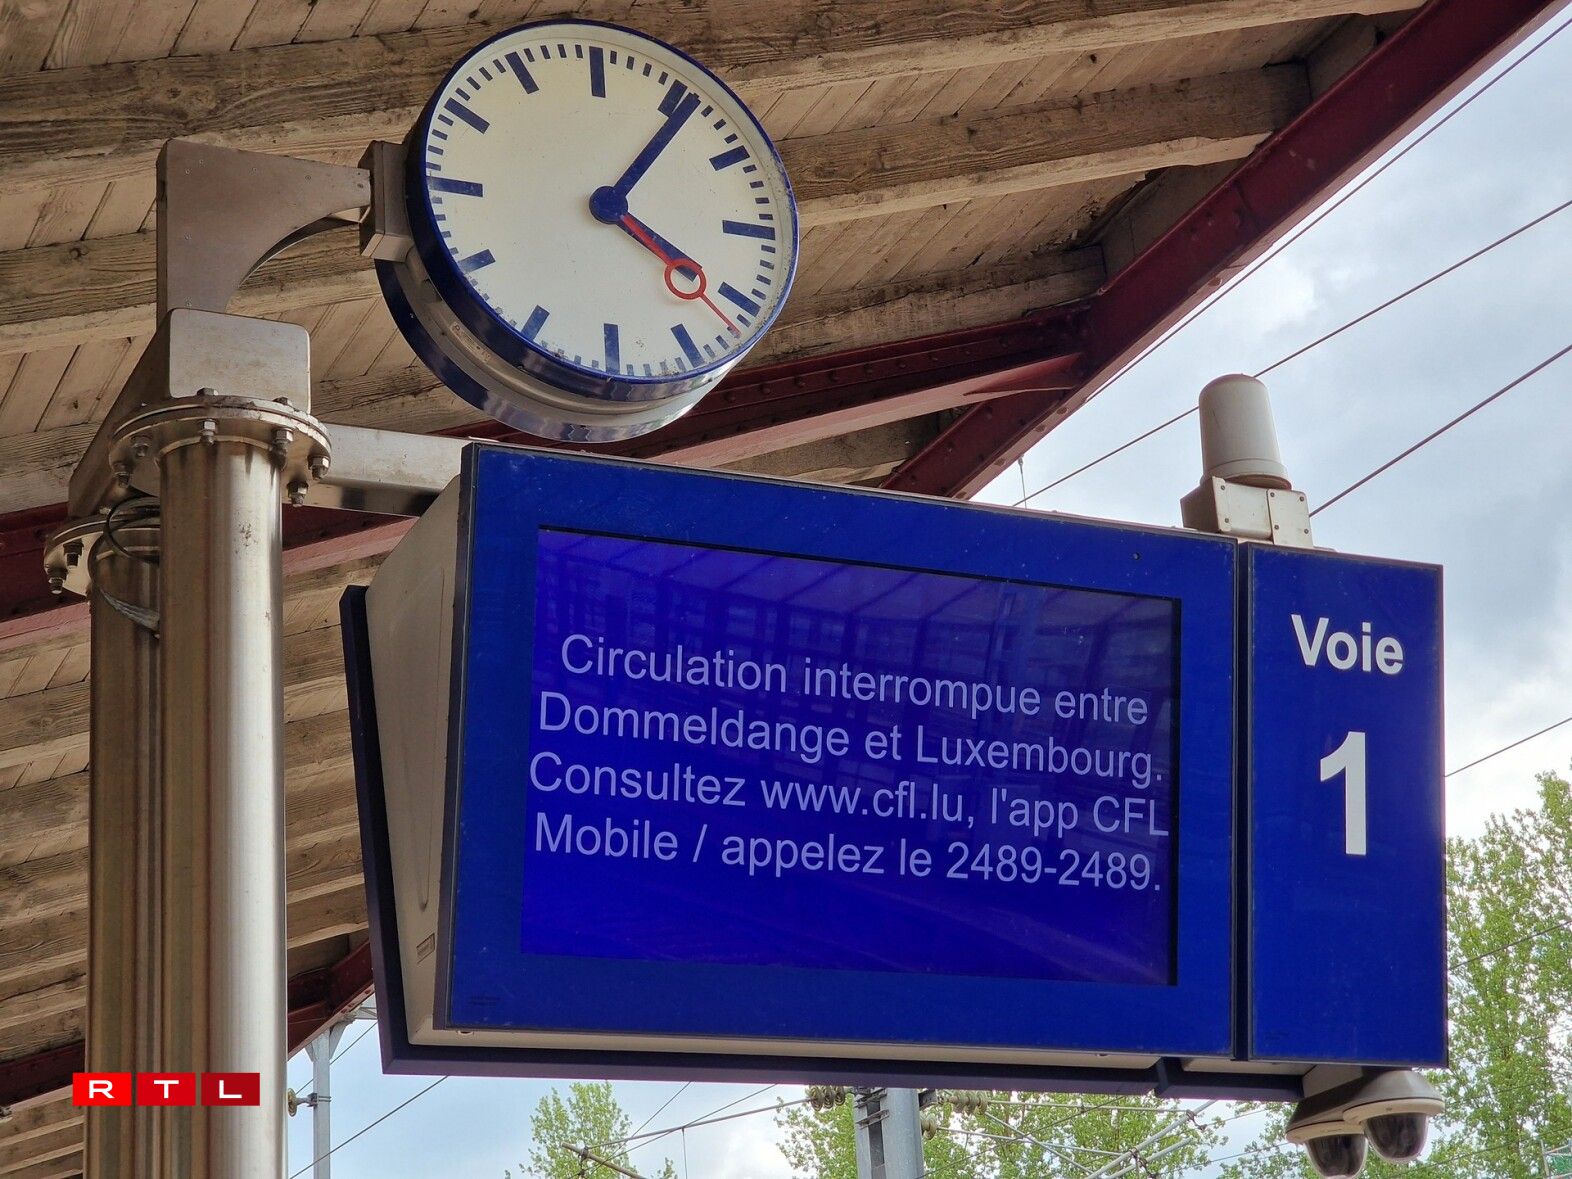 Circulation interrompue entre
Dommeldange et Luxembourg.
Consultez www.cfl.lu, l'app CFL
Mobile / appelez le 2489-2489.
Voie
1
RTL